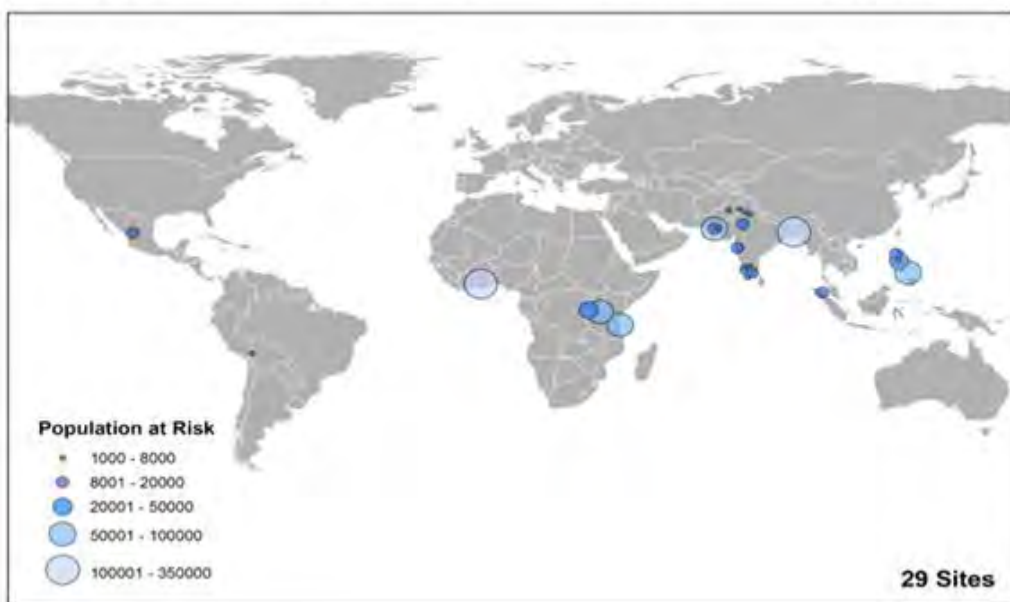 Population at Risk
1000 - 8000
8001 - 20000
20001 - 50000
50001 - 100000
100001 - 350000
29 Sites